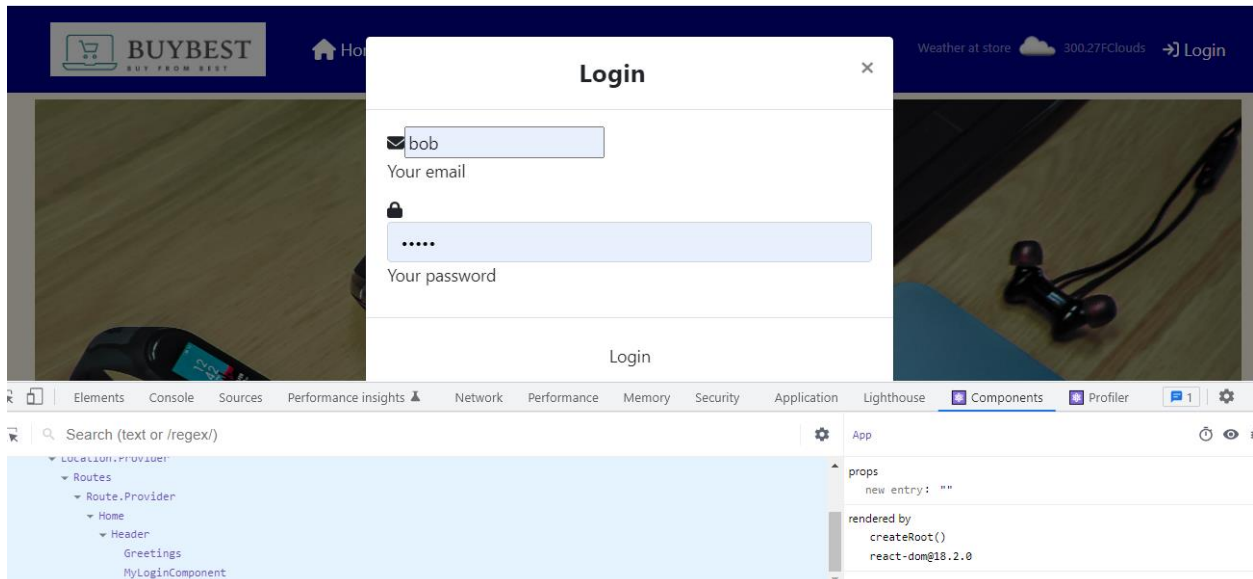 BUYBEST
BUY FROM BEST
Hor
Weather at store 300.27FClouds Login
Login ×
bob
Your email
•••••
Your password
Login
Elements Console Sources Performance insights Network Performance Memory Security Application Lighthouse Components Profiler 1
Search (text or /regex/) App
Location.Provider
props
Routes
new entry: ""
Route.Provider
Home
rendered by
Header
createRoot()
Greetings
react-dom@18.2.0
MyLoginComponent